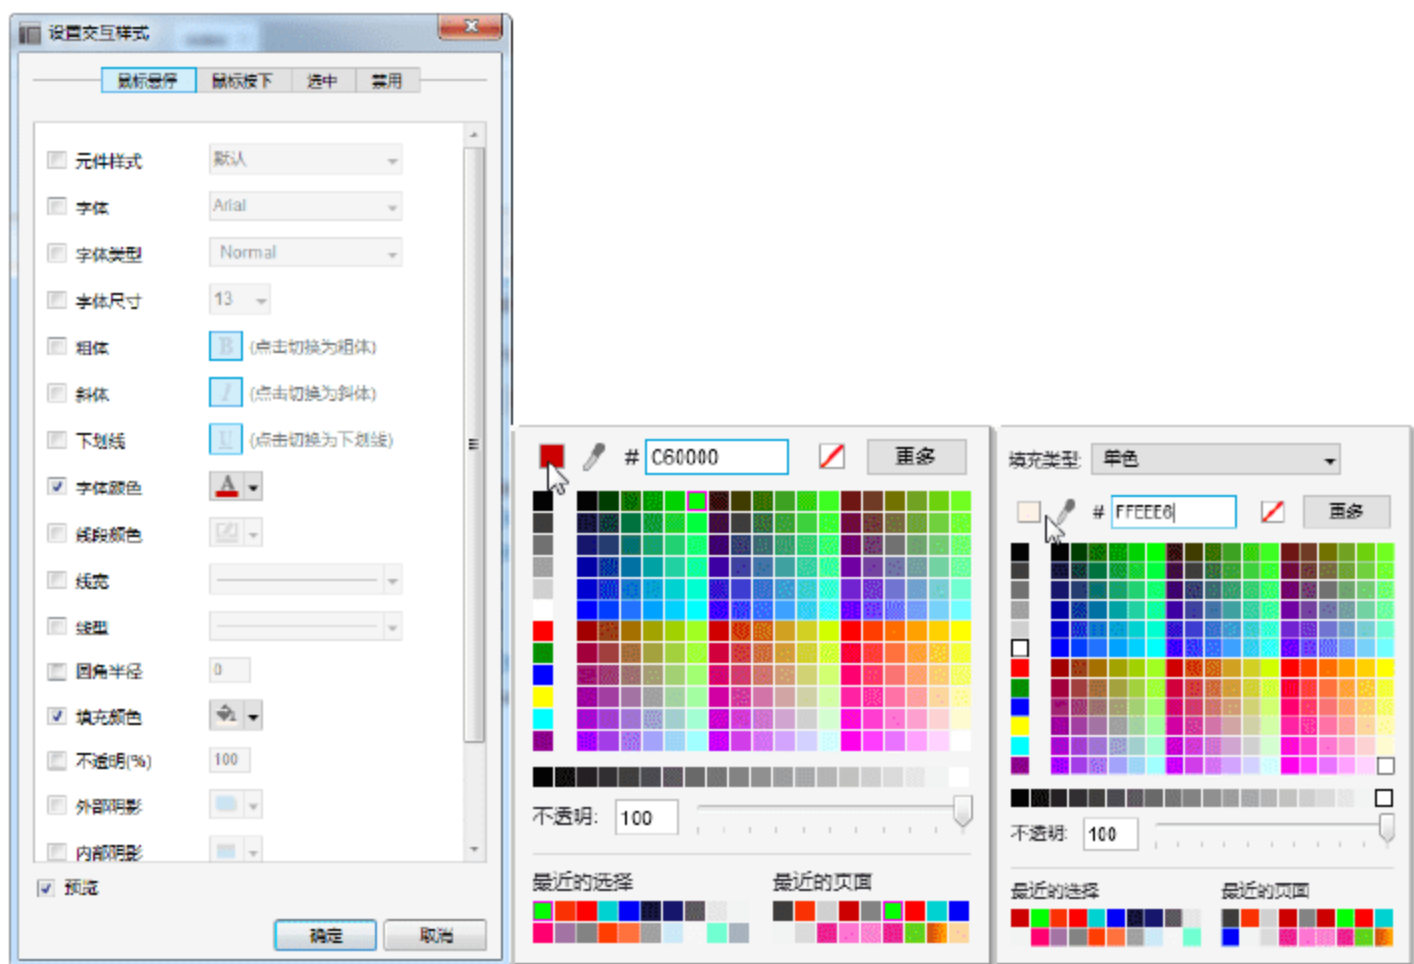 设置交互样式
鼠标悬停 鼠标按下 选中 禁用
元件样式 默认
字体 Arial
字体类型 Normal
字体尺寸 13
粗体 B (点击切换为粗体)
斜体 I (点击切换为斜体)
下划线 U (点击切换为下划线)
字体颜色 A
线段颜色
线宽
线型
圆角半径 0
填充颜色
不透明(%) 100
外部阴影
内部阴影
预览
确定 取消
# C60000 更多
不透明: 100
最近的选择 最近的页面
填充类型: 单色
# FFEEE6 更多
不透明: 100
最近的选择 最近的页面